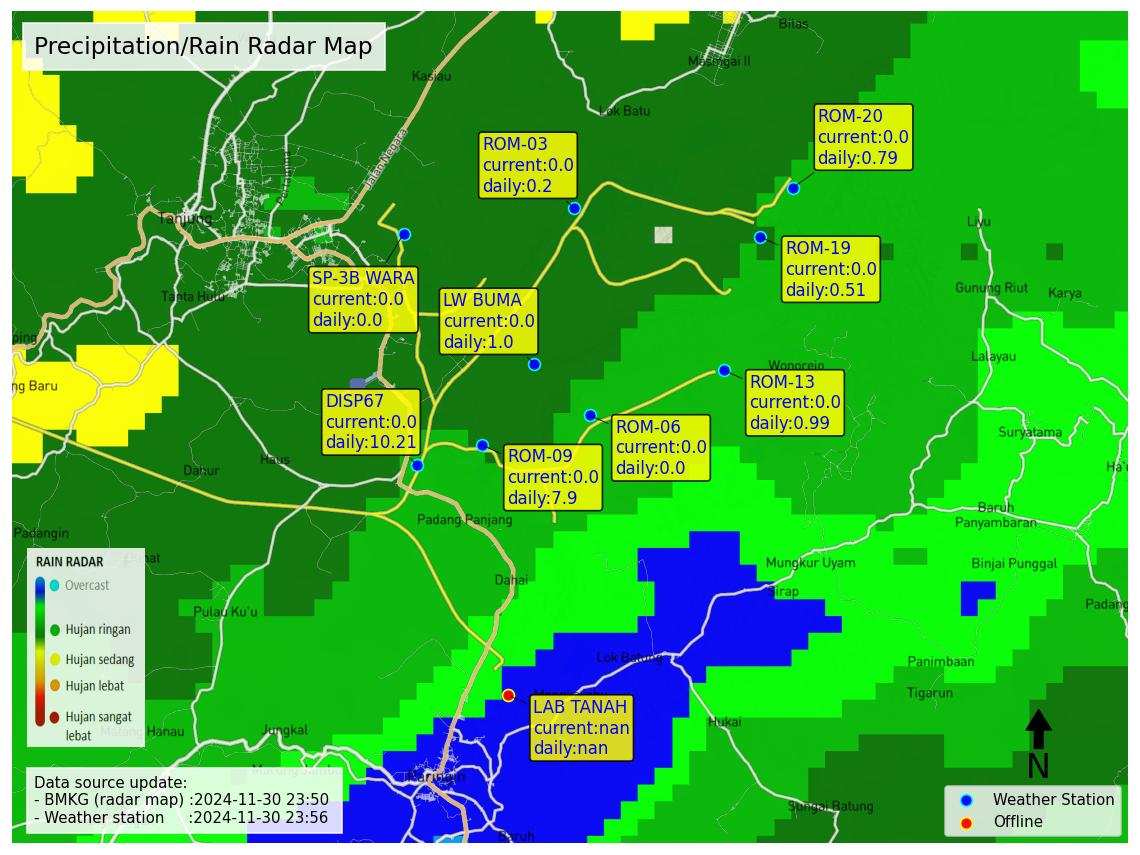 Precipitation/Rain Radar Map
Bilas
Masingai II
Kasiau
Lok Batu
Jalan Negara
ROM-20
current:0.0
daily:0.79
ROM-03
current:0.0
daily:0.2
Tanjung
Liyu
ROM-19
current:0.0
daily:0.51
SP-3B WARA
current:0.0
daily:0.0
LW BUMA
current:0.0
daily:1.0
Tanta Hulu
Gunung Riut
Karya
ping
Lalayau
Wonorejo
ng Baru
ROM-13
current:0.0
daily:0.99
DISP67
current:0.0
daily:10.21
ROM-06
current:0.0
daily:0.0
Suryatama
Haus
Dahur
ROM-09
current:0.0
daily:7.9
Ha'u
Baruh
Panyambaran
Padang Panjang
Padangin
Mungkur Uyam
Binjai Punggal
RAIN RADAR
Overcast
Hujan ringan
Hujan sedang
Hujan lebat
Hujan sangat
lebat
Dahai
Sirap
Padang
Pulau Ku'u
Lok Batung
Panimbaan
Tigarun
LAB TANAH
current:nan
daily:nan
Hukai
Matang Hanau
Jungkal
Murung Jambu
Paringin
Data source update:
- BMKG (radar map) :2024-11-30 23:50
- Weather station :2024-11-30 23:56
N
Sungai Batung
Weather Station
Offline
Baruh